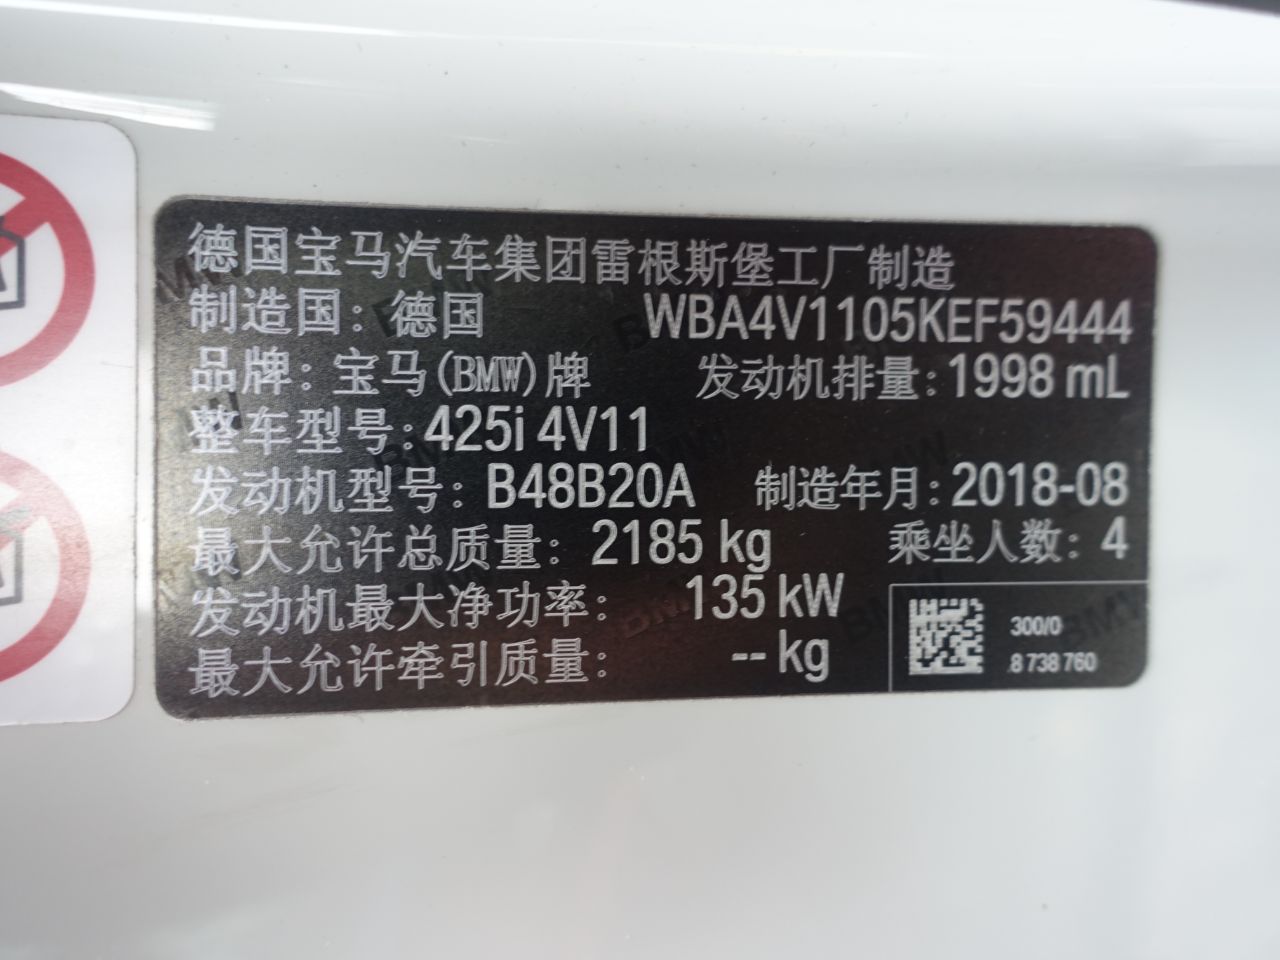 德国宝马汽车集团雷根斯堡工厂制造
制造国：德国 WBA4V1105KEF59444
品牌：宝马(BMW)牌 发动机排量：1998 mL
整车型号：425i 4V11
发动机型号：B48B20A 制造年月：2018-08
最大允许总质量：2185 kg 乘坐人数：4
发动机最大净功率：135 kW
最大允许牵引质量：-- kg
300/0
8 738 760